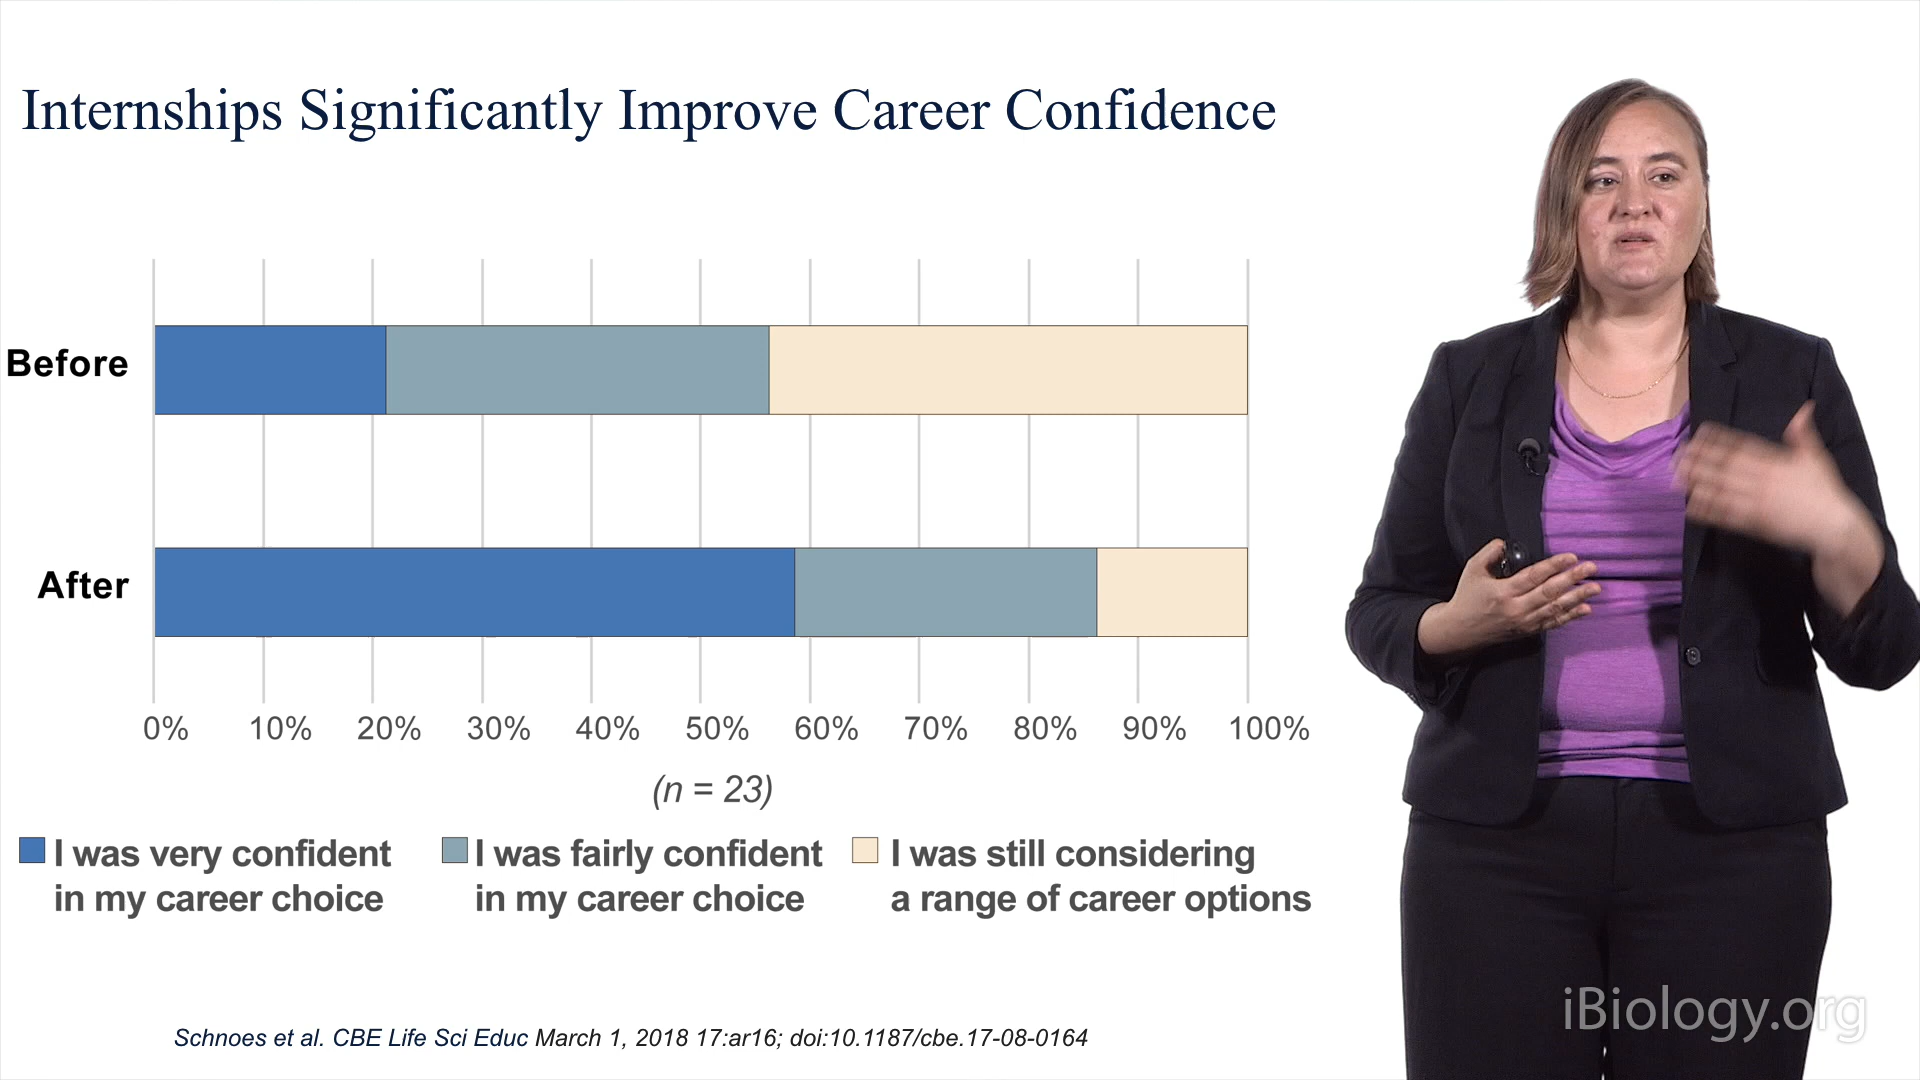 Internships Significantly Improve Career Confidence
Before
After
0% 10% 20% 30% 40% 50% 60% 70% 80% 90% 100%
(n = 23)
I was very confident
in my career choice
I was fairly confident
in my career choice
I was still considering
a range of career options
Schnoes et al. CBE Life Sci Educ March 1, 2018 17:ar16; doi:10.1187/cbe.17-08-0164
iBiology.org